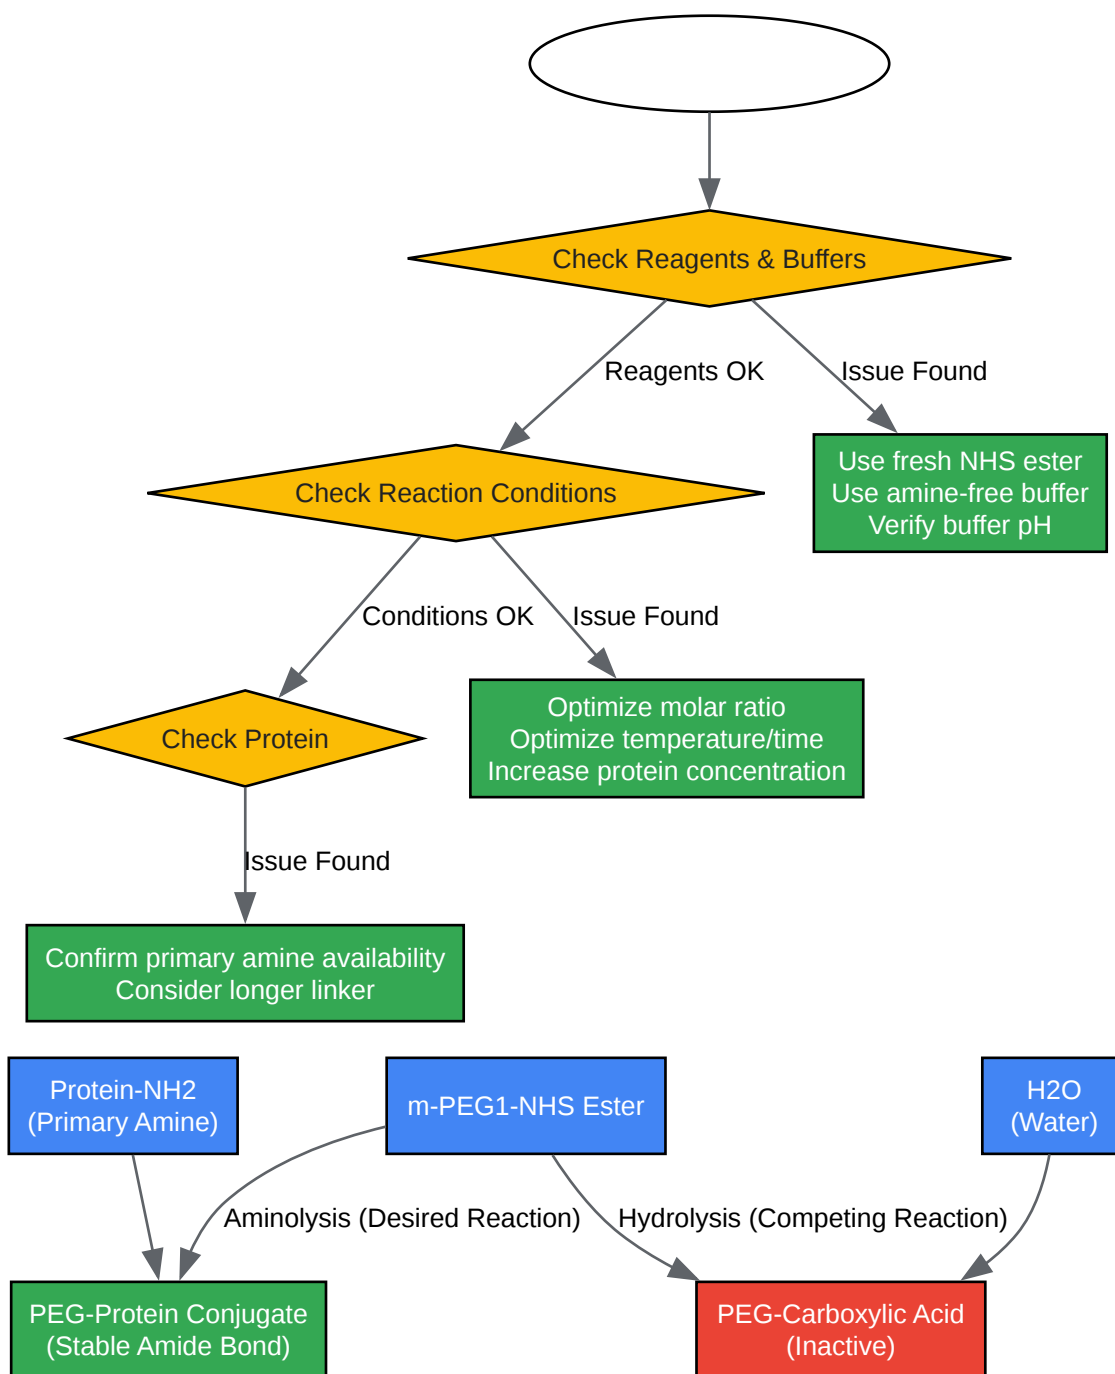 Check Reagents & Buffers
Reagents OK
Issue Found
Use fresh NHS ester
Use amine-free buffer
Verify buffer pH
Check Reaction Conditions
Conditions OK
Issue Found
Optimize molar ratio
Optimize temperature/time
Increase protein concentration
Check Protein
Issue Found
Confirm primary amine availability
Consider longer linker
Protein-NH2
(Primary Amine)
m-PEG1-NHS Ester
H2O
(Water)
Aminolysis (Desired Reaction)
Hydrolysis (Competing Reaction)
PEG-Protein Conjugate
(Stable Amide Bond)
PEG-Carboxylic Acid
(Inactive)